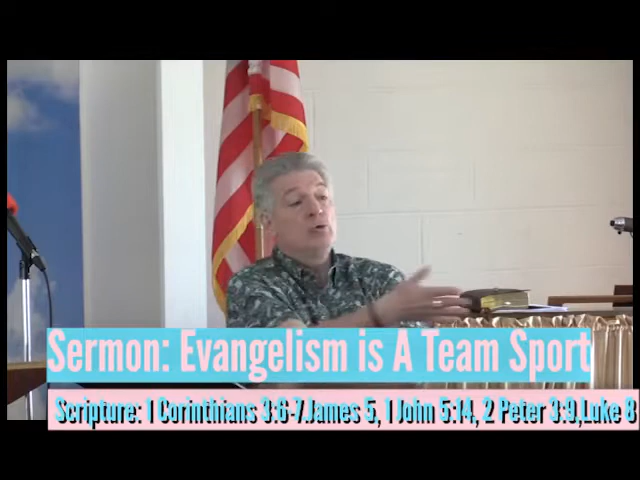 Sermon: Evangelism is A Team Sport
Scripture: 1 Corinthians 3:6-7.James 5, 1 John 5:14, 2 Peter 3:9,Luke 8